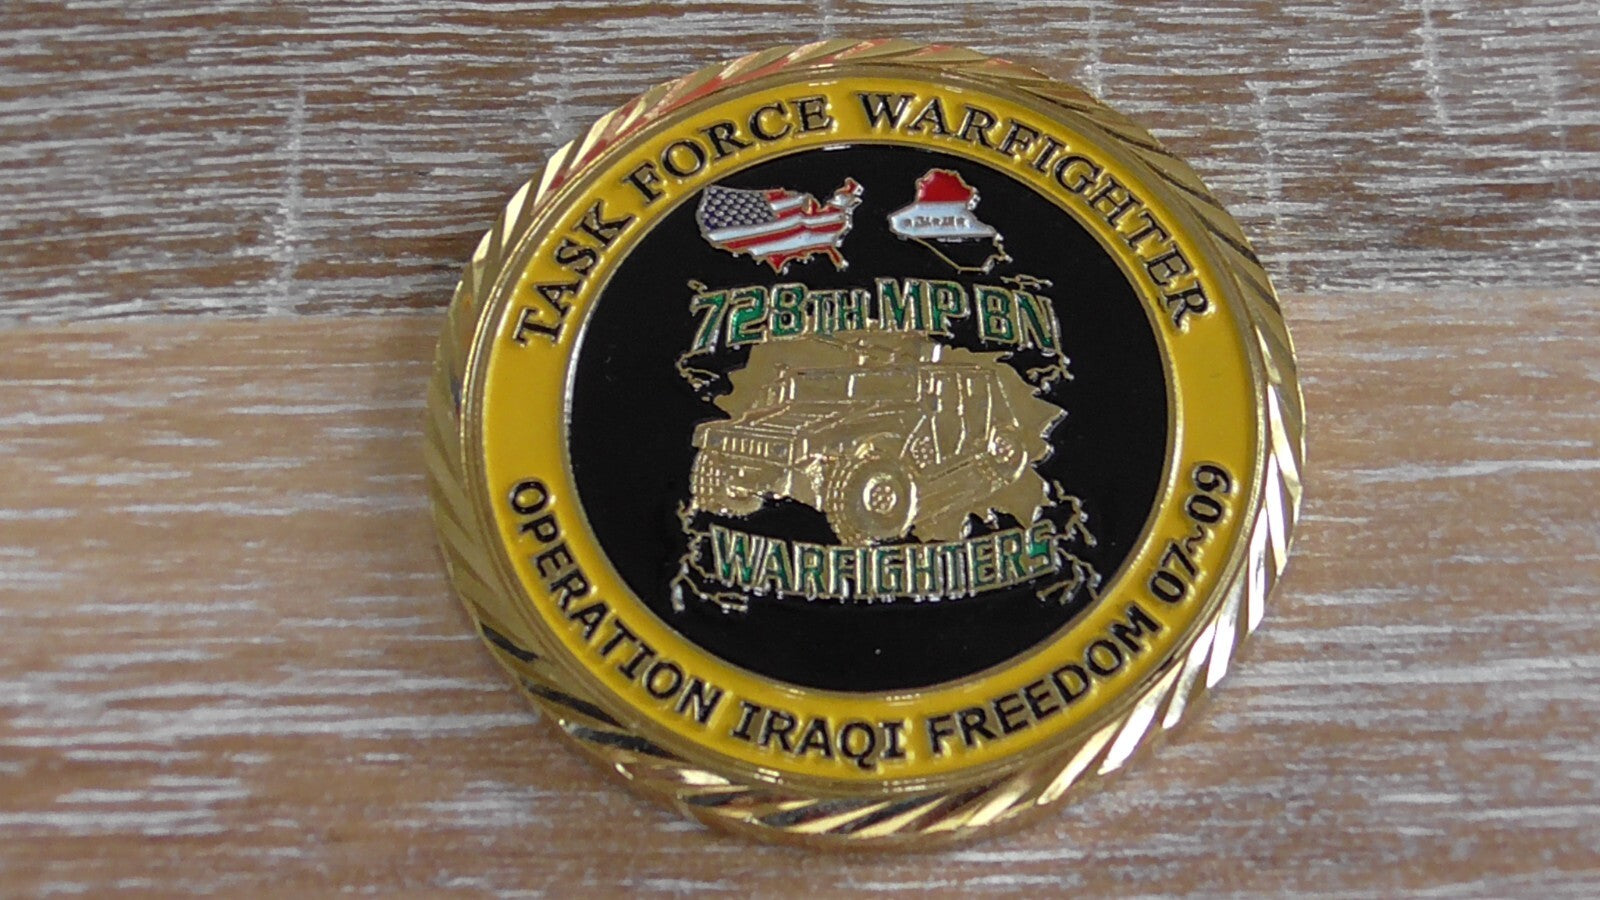 TASK FORCE WARFIGHTER
728TH MP BN
WARFIGHTERS
OPERATION IRAQI FREEDOM 07~09